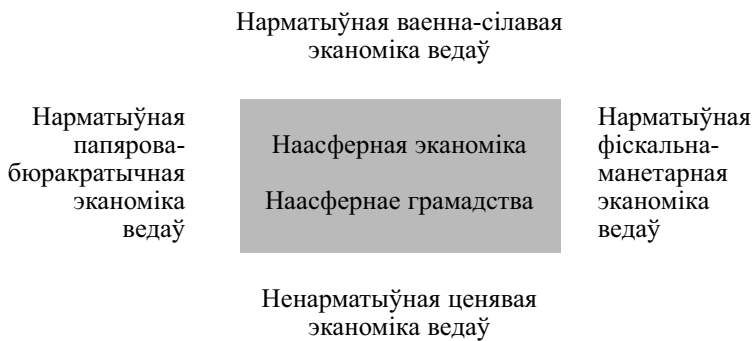 Нарматыўная ваенна-сілавая
эканоміка ведаў
Нарматыўная
папярова-
бюракратычная
эканоміка
ведаў
Наасферная эканоміка
Наасфернае грамадства
Нарматыўная
фіскальна-
манетарная
эканоміка
ведаў
Ненарматыўная ценявая
эканоміка ведаў